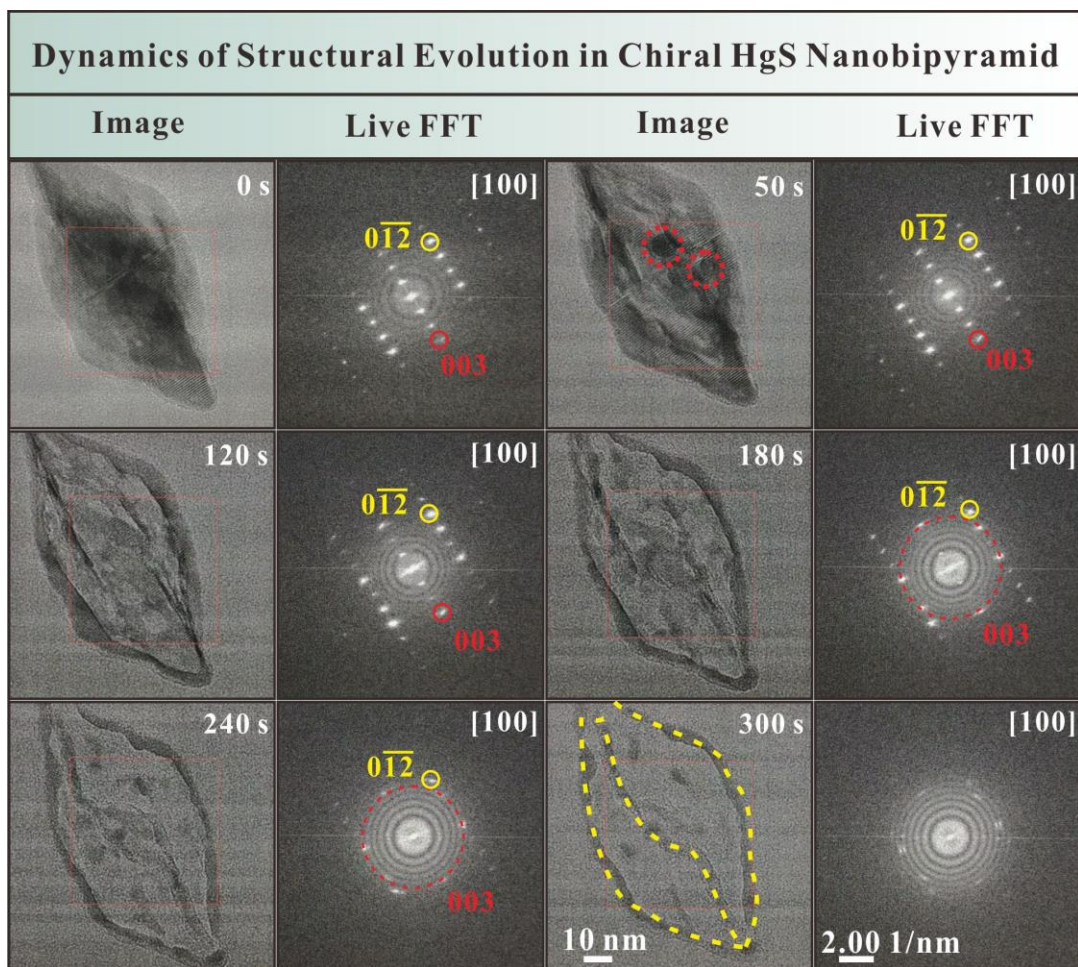 Dynamics of Structural Evolution in Chiral HgS Nanobipyramid
Image Live FFT Image Live FFT
0 s [100] 50 s [100]
01̅2̅ 01̅2̅
003 003
120 s [100] 180 s [100]
01̅2̅ 01̅2̅
003 003
240 s [100] 300 s [100]
01̅2̅
003
10 nm 2.00 1/nm